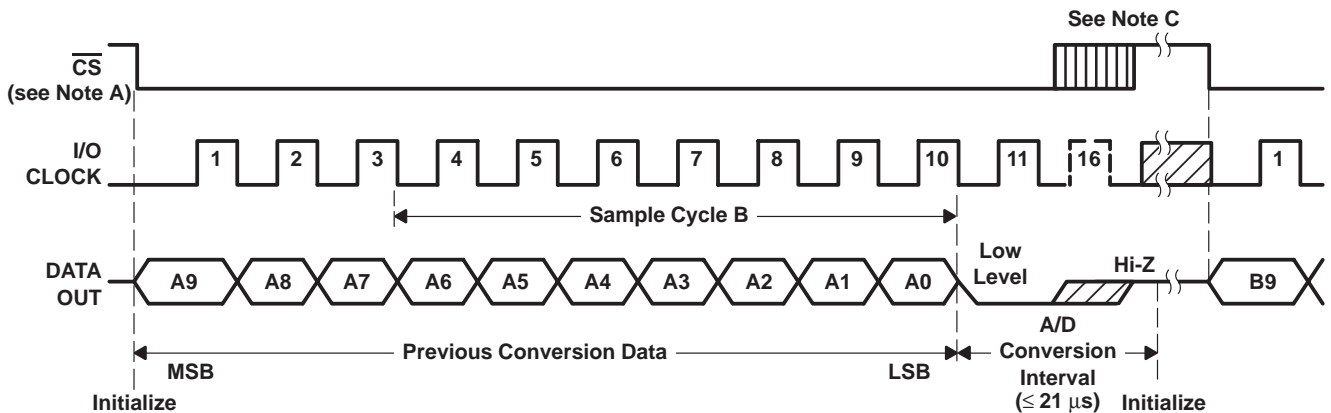 See Note C
CS
(see Note A)
I/O
CLOCK
1 2 3 4 5 6 7 8 9 10 11 16 1
Sample Cycle B
DATA
OUT
A9 A8 A7 A6 A5 A4 A3 A2 A1 A0
Low
Level
Hi-Z
B9
Previous Conversion Data
MSB
LSB
A/D
Conversion
Interval
(≤ 21 μs)
Initialize
Initialize